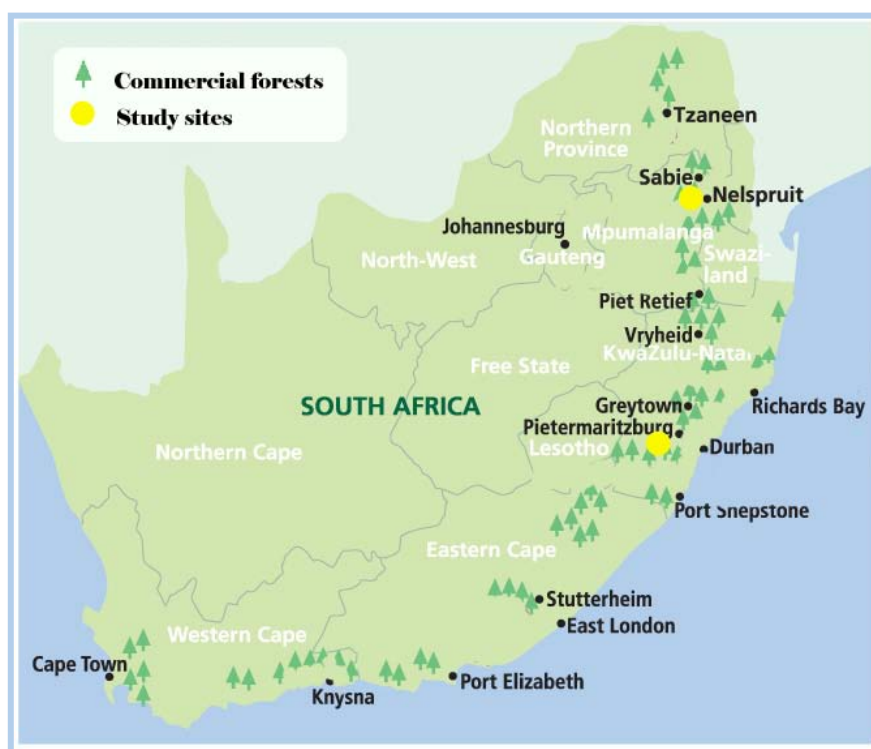 Commercial forests
Study sites
Tzaneen
Northern
Province
Sabie
Nelspruit
Johannesburg
Mpumalanga
North-West
Gauteng
Swazi-
land
Piet Retief
Vryheid
KwaZulu-Natal
Free State
SOUTH AFRICA
Greytown
Richards Bay
Pietermaritzburg
Lesotho
Durban
Northern Cape
Port Shepstone
Eastern Cape
Stutterheim
Western Cape
East London
Cape Town
Port Elizabeth
Knysna